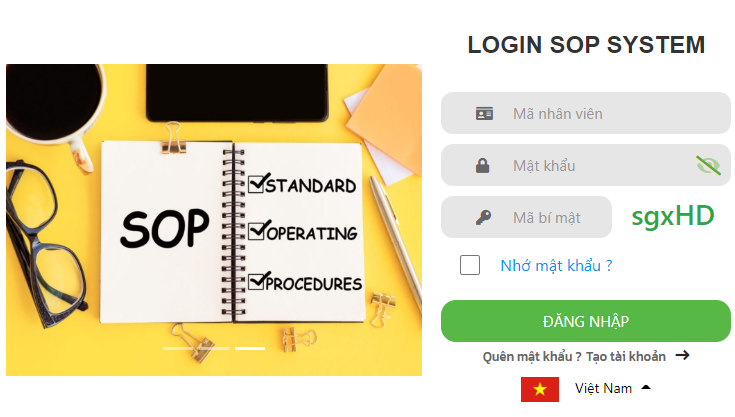 LOGIN SOP SYSTEM
SOP
STANDARD
OPERATING
PROCEDURES
Mã nhân viên
Mật khẩu
Mã bí mật
sgxHD
Nhớ mật khẩu ?
ĐĂNG NHẬP
Quên mật khẩu ? Tạo tài khoản
Việt Nam